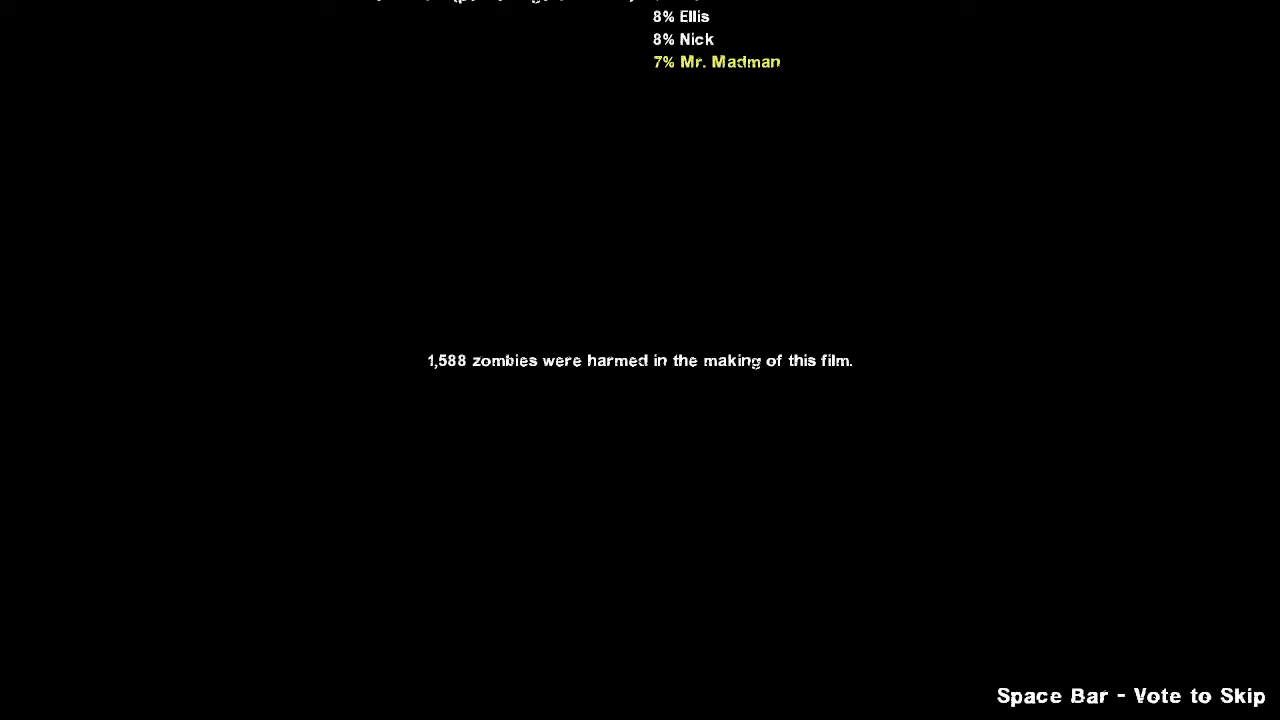 8% Ellis
8% Nick
7% Mr. Madman
1,588 zombies were harmed in the making of this film.
Space Bar - Vote to Skip